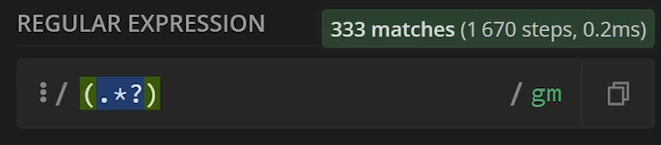 REGULAR EXPRESSION
333 matches (1 670 steps, 0.2ms)
/ (.*?) / gm